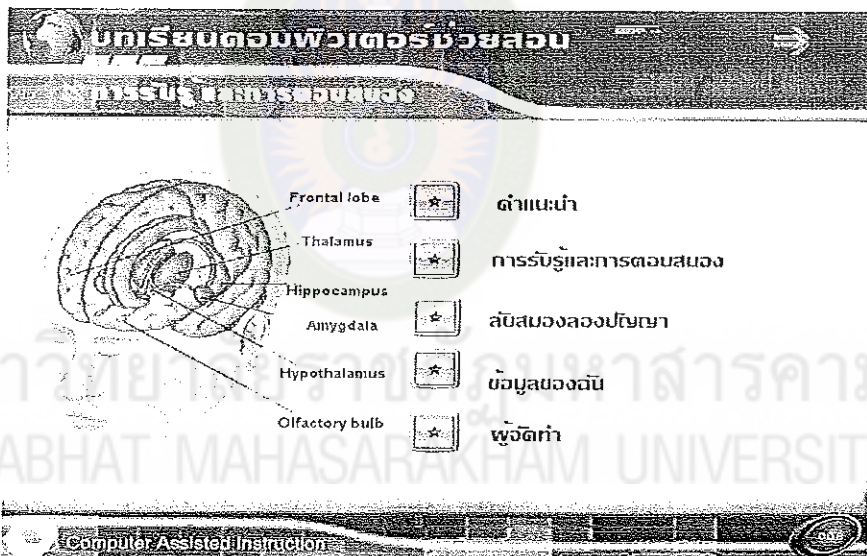 บทเรียนคอมพิวเตอร์ช่วยสอน
การรับรู้และการตอบสนอง
Frontal lobe
คำแนะนำ
Thalamus
การรับรู้และการตอบสนอง
Hippocampus
Amygdala
ลับสมองลองปัญญา
Hypothalamus
ข้อมูลของฉัน
Olfactory bulb
ผู้จัดทำ
RABHAT MAHASARAKHAM UNIVERSIT
Computer Assisted Instruction